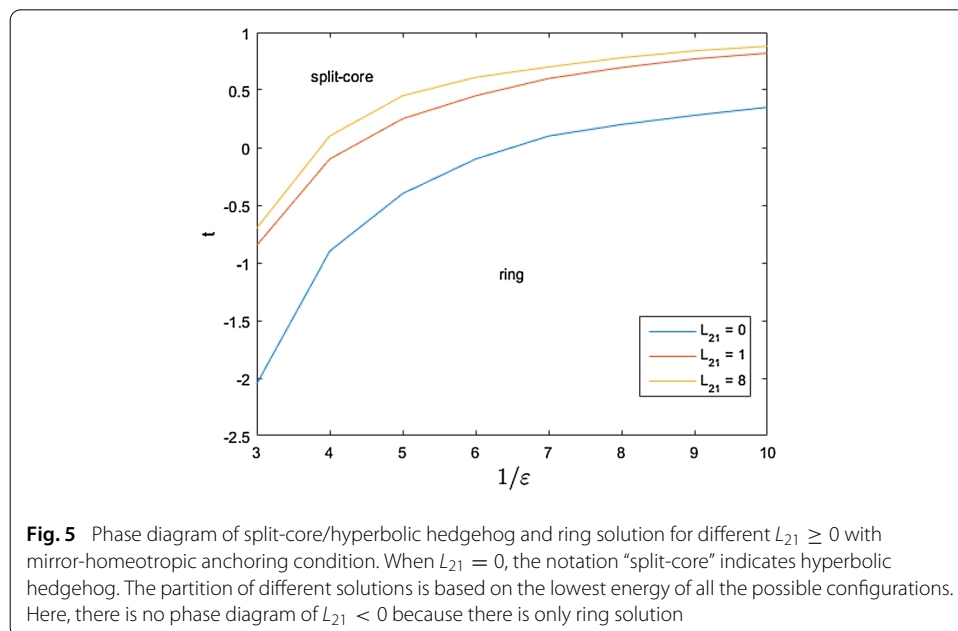 1
0.5
0
-0.5
-1
-1.5
-2
-2.5
t
split-core
ring
L21 = 0
L21 = 1
L21 = 8
3 4 5 6 7 8 9 10
1/ε
Fig. 5 Phase diagram of split-core/hyperbolic hedgehog and ring solution for different L21 ≥ 0 with
mirror-homeotropic anchoring condition. When L21 = 0, the notation “split-core” indicates hyperbolic
hedgehog. The partition of different solutions is based on the lowest energy of all the possible configurations.
Here, there is no phase diagram of L21 < 0 because there is only ring solution